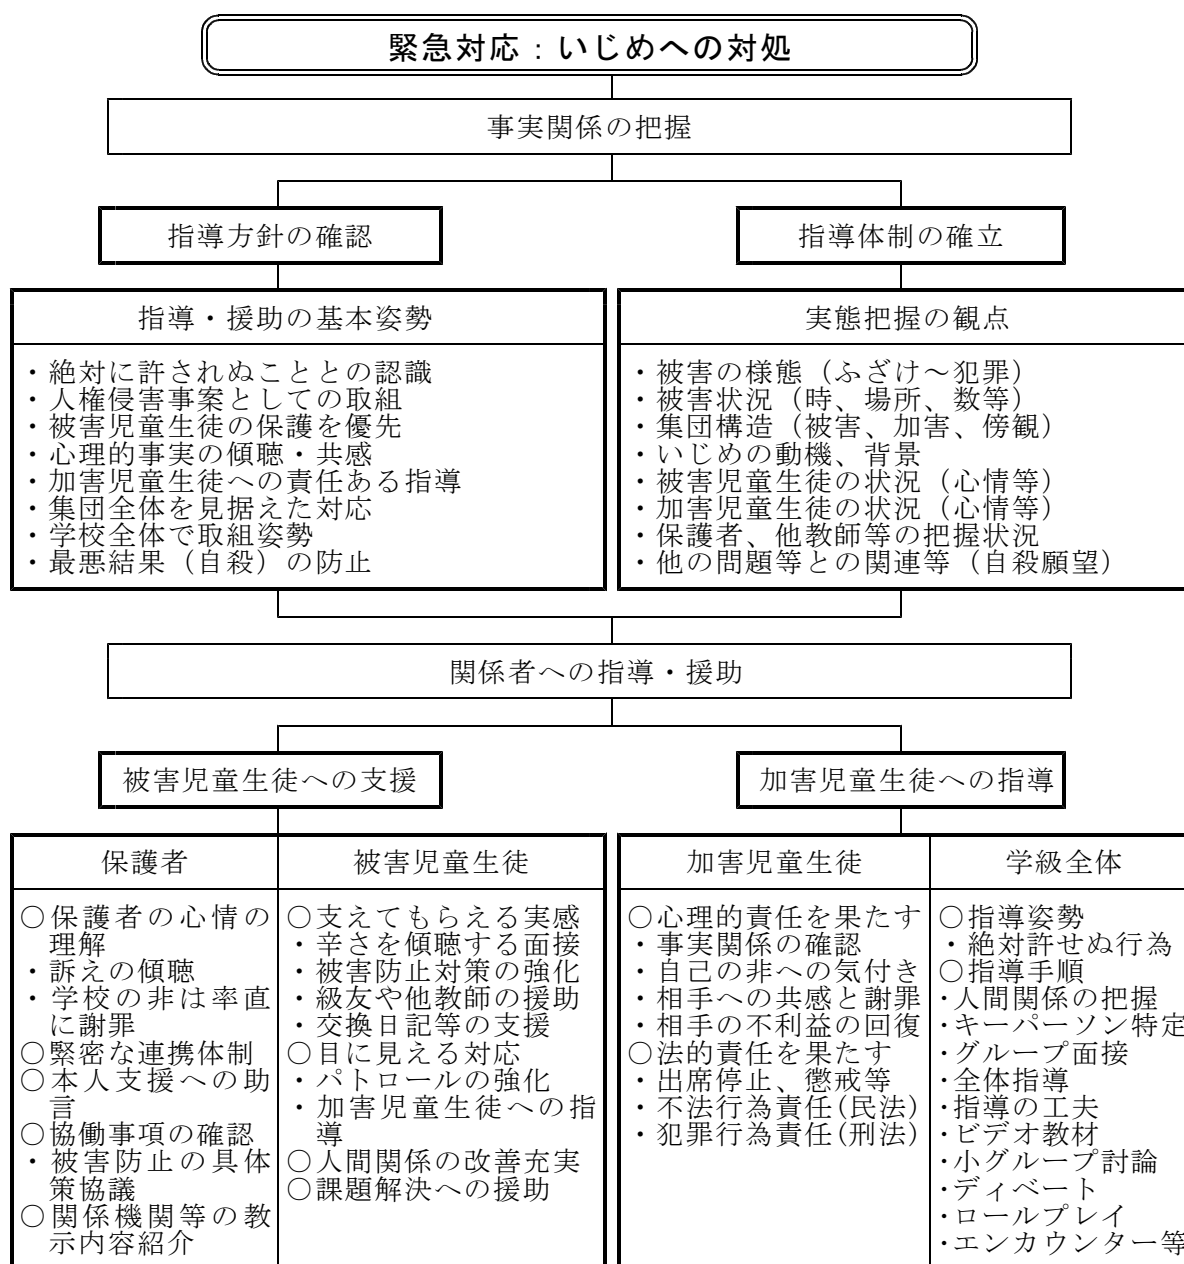 緊急対応：いじめへの対処
事実関係の把握
指導方針の確認
指導体制の確立
指導・援助の基本姿勢
・絶対に許されぬこととの認識
・人権侵害事案としての取組
・被害児童生徒の保護を優先
・心理的事実の傾聴・共感
・加害児童生徒への責任ある指導
・集団全体を見据えた対応
・学校全体で取組姿勢
・最悪結果（自殺）の防止
実態把握の観点
・被害の様態（ふざけ～犯罪）
・被害状況（時、場所、数等）
・集団構造（被害、加害、傍観）
・いじめの動機、背景
・被害児童生徒の状況（心情等）
・加害児童生徒の状況（心情等）
・保護者、他教師等の把握状況
・他の問題等との関連等（自殺願望）
関係者への指導・援助
被害児童生徒への支援
加害児童生徒への指導
保護者
○保護者の心情の
理解
・訴えの傾聴
・学校の非は率直
に謝罪
○緊密な連携体制
○本人支援への助
言
○協働事項の確認
・被害防止の具体
策協議
○関係機関等の教
示内容紹介
被害児童生徒
○支えてもらえる実感
・辛さを傾聴する面接
・被害防止対策の強化
・級友や他教師の援助
・交換日記等の支援
○目に見える対応
・パトロールの強化
・加害児童生徒への指
導
○人間関係の改善充実
○課題解決への援助
加害児童生徒
○心理的責任を果たす
・事実関係の確認
・自己の非への気付き
・相手への共感と謝罪
・相手の不利益の回復
○法的責任を果たす
・出席停止、懲戒等
・不法行為責任(民法)
・犯罪行為責任(刑法)
学級全体
○指導姿勢
・絶対許せぬ行為
○指導手順
・人間関係の把握
・キーパーソン特定
・グループ面接
・全体指導
・指導の工夫
・ビデオ教材
・小グループ討論
・ディベート
・ロールプレイ
・エンカウンター等